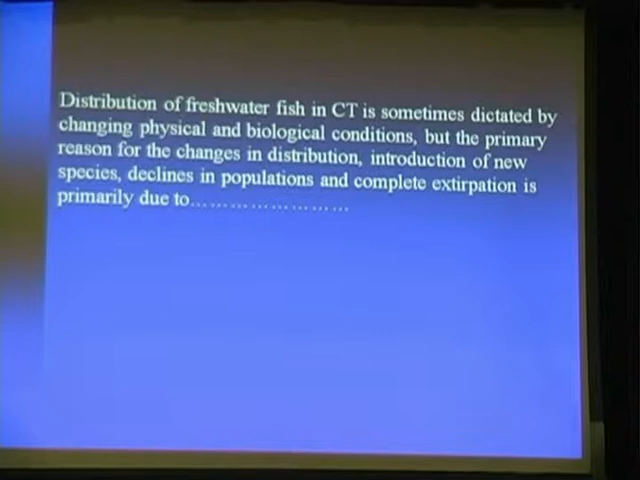 Distribution of freshwater fish in CT is sometimes dictated by
changing physical and biological conditions, but the primary
reason for the changes in distribution, introduction of new
species, declines in populations and complete extirpation is
primarily due to……………………